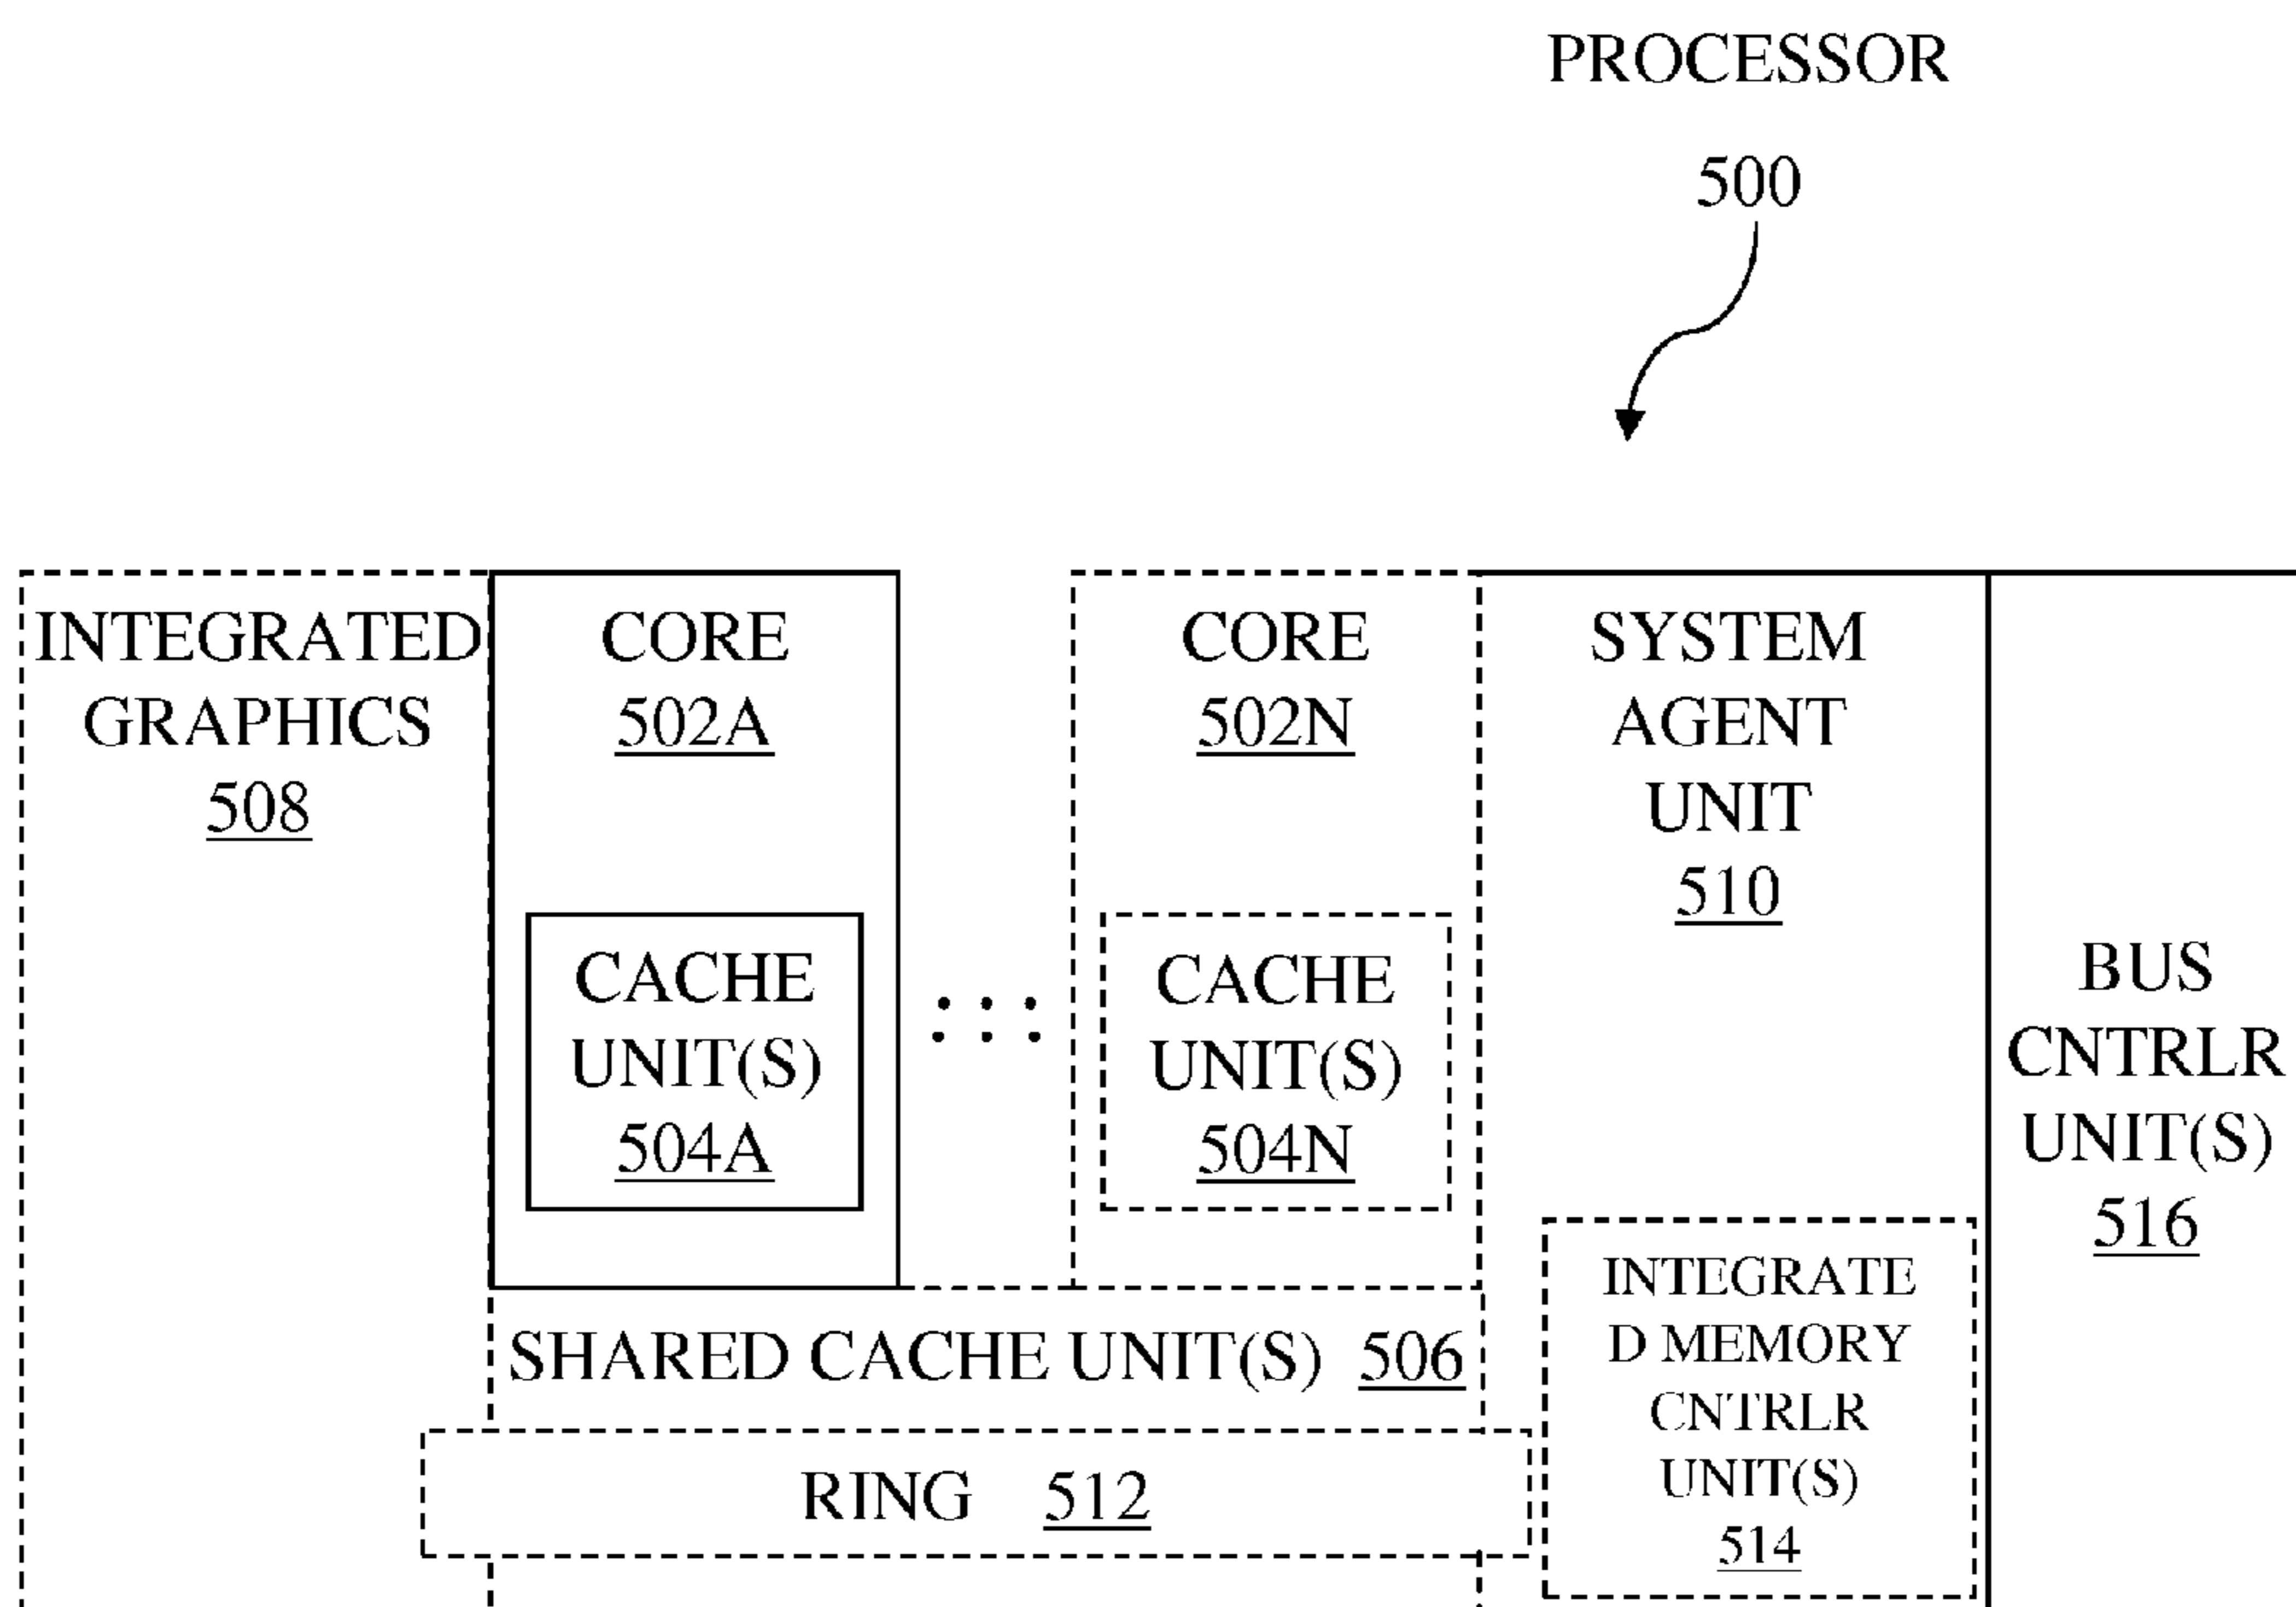 PROCESSOR
500
INTEGRATED
GRAPHICS
508
CORE
502A
CACHE
UNIT(S)
504A
CORE
502N
CACHE
UNIT(S)
504N
SYSTEM
AGENT
UNIT
510
BUS
CNTRLR
UNIT(S)
516
SHARED CACHE UNIT(S) 506
RING 512
INTEGRATE
D MEMORY
CNTRLR
UNIT(S)
514